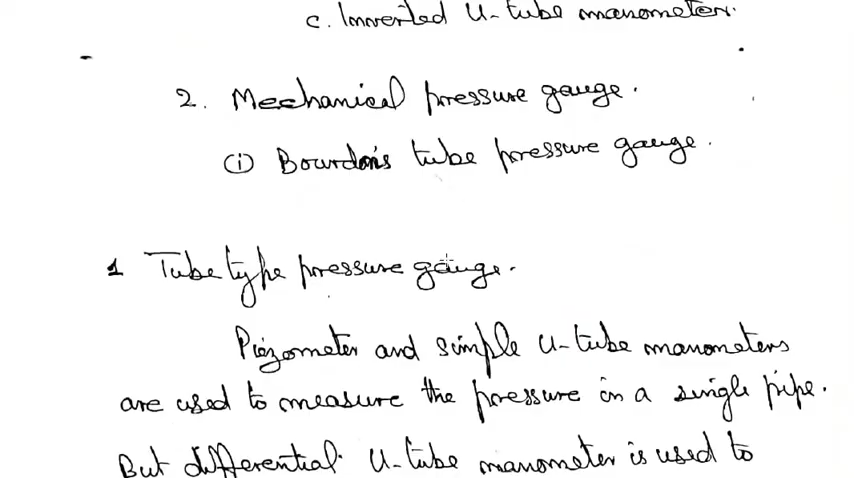 c. Inverted U-tube manometer.
2. Mechanical pressure gauge.
(i) Bourdon's tube pressure gauge.
1 Tube type pressure gauge.
Piezometer and simple U-tube manometers
are used to measure the pressure in a single pipe.
But differential U-tube manometer is used to